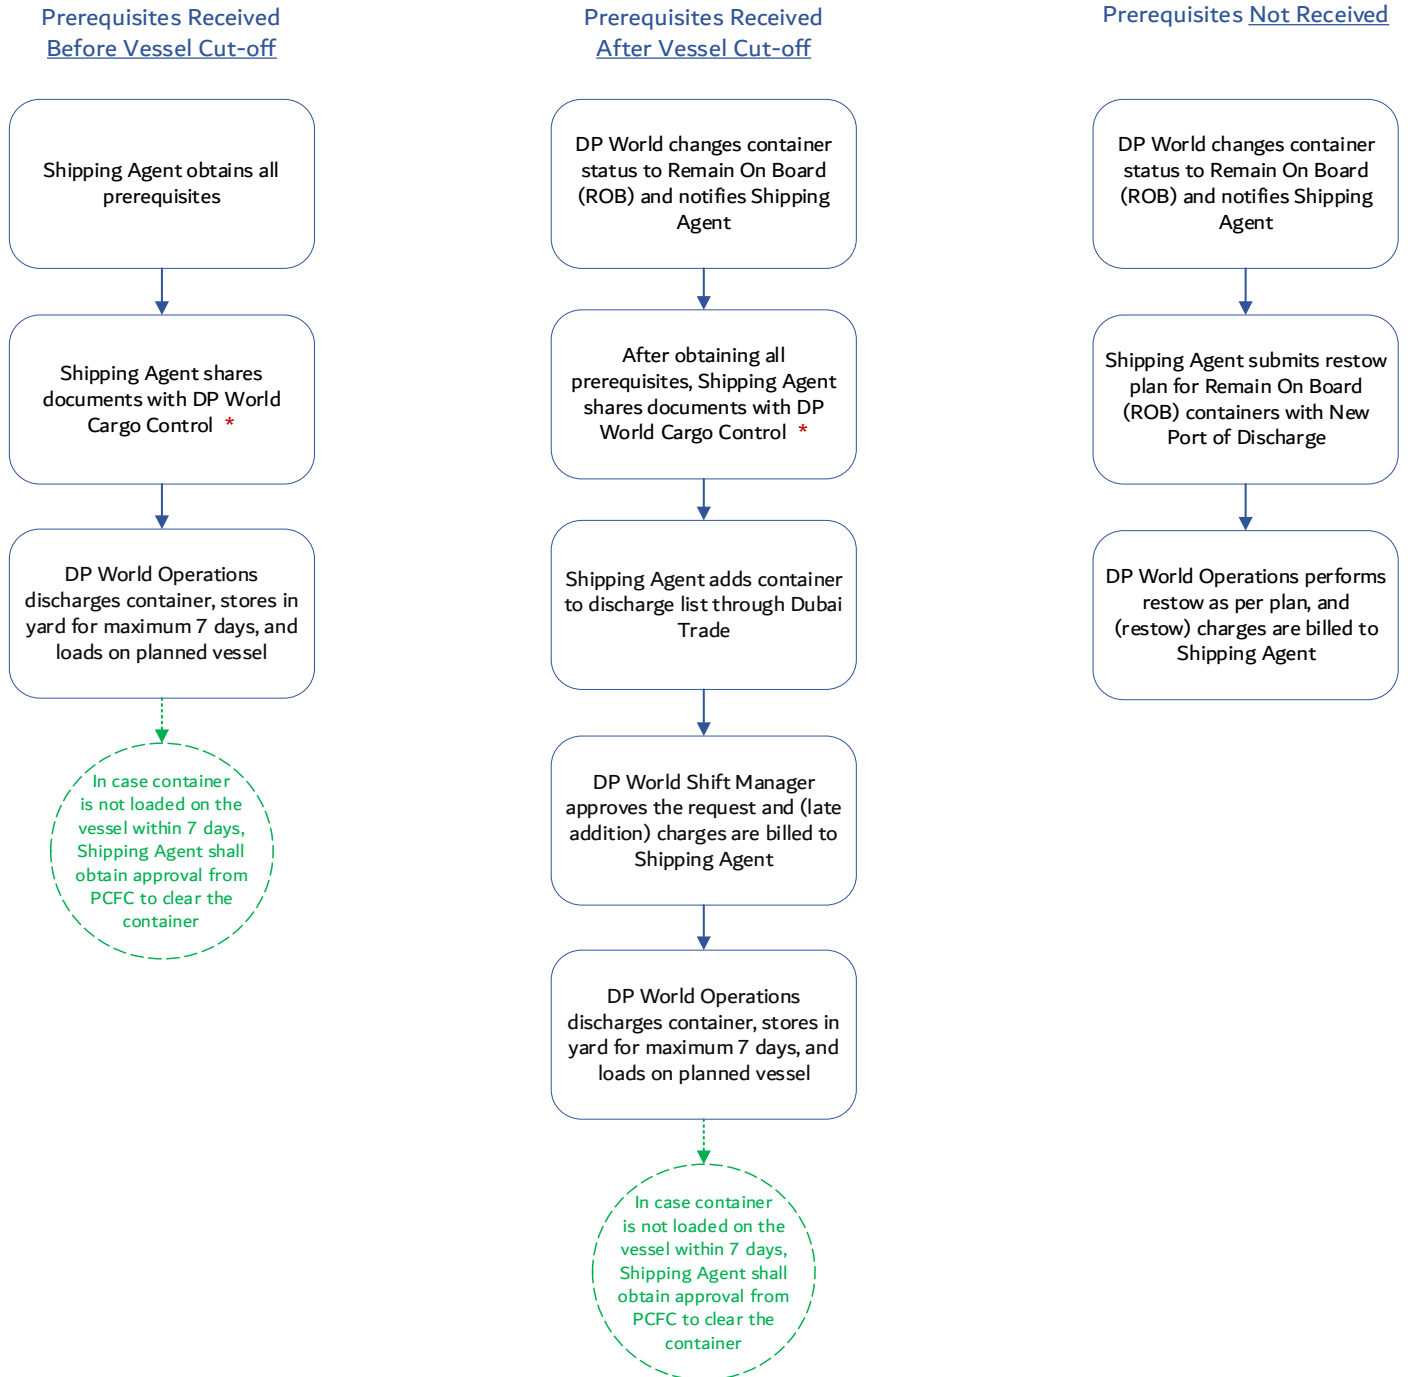 Prerequisites Received
Before Vessel Cut-off
Shipping Agent obtains all
prerequisites
Shipping Agent shares
documents with DP World
Cargo Control *
DP World Operations
discharges container, stores in
yard for maximum 7 days, and
loads on planned vessel
In case container
is not loaded on the
vessel within 7 days,
Shipping Agent shall
obtain approval from
PCFC to clear the
container
Prerequisites Received
After Vessel Cut-off
DP World changes container
status to Remain On Board
(ROB) and notifies Shipping
Agent
After obtaining all
prerequisites, Shipping Agent
shares documents with DP
World Cargo Control *
Shipping Agent adds container
to discharge list through Dubai
Trade
DP World Shift Manager
approves the request and (late
addition) charges are billed to
Shipping Agent
DP World Operations
discharges container, stores in
yard for maximum 7 days, and
loads on planned vessel
In case container
is not loaded on the
vessel within 7 days,
Shipping Agent shall
obtain approval from
PCFC to clear the
container
Prerequisites Not Received
DP World changes container
status to Remain On Board
(ROB) and notifies Shipping
Agent
Shipping Agent submits restow
plan for Remain On Board
(ROB) containers with New
Port of Discharge
DP World Operations performs
restow as per plan, and
(restow) charges are billed to
Shipping Agent